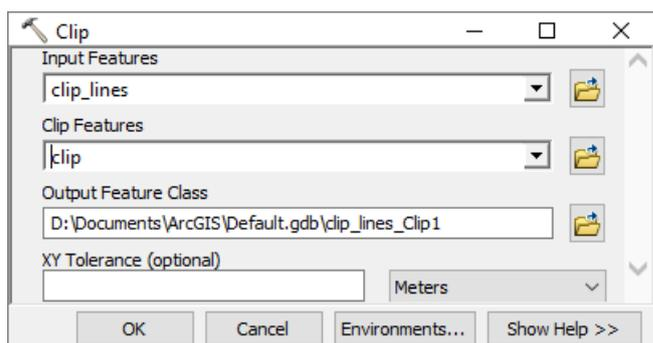 Clip
Input Features
clip_lines
Clip Features
clip
Output Feature Class
D:\Documents\ArcGIS\Default.gdb\clip_lines_Clip1
XY Tolerance (optional)
Meters
OK Cancel Environments... Show Help >>